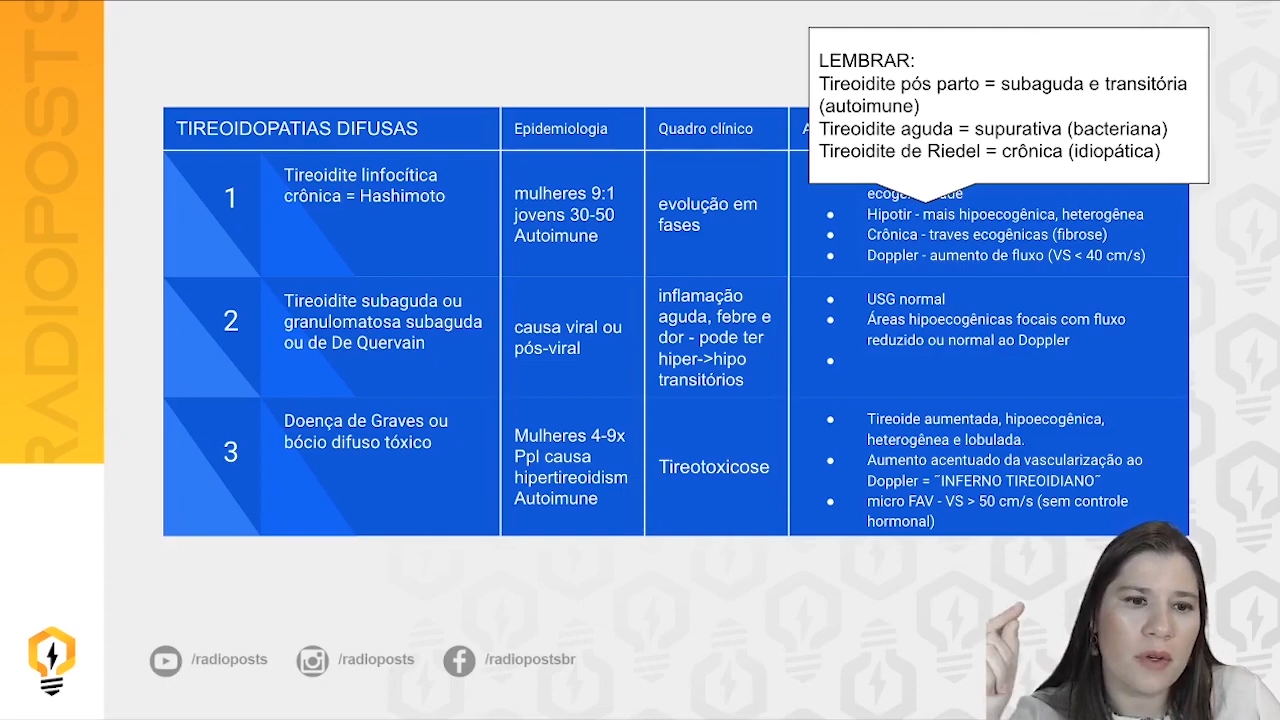 RADIOPOSTS
LEMBRAR:
Tireoidite pós parto = subaguda e transitória
(autoimune)
Tireoidite aguda = supurativa (bacteriana)
Tireoidite de Riedel = crônica (idiopática)
TIREOIDOPATIAS DIFUSAS
Epidemiologia
Quadro clínico
1
Tireoidite linfocítica
crônica = Hashimoto
mulheres 9:1
jovens 30-50
Autoimune
evolução em
fases
Hipotir - mais hipoecogênica, heterogênea
Crônica - traves ecogênicas (fibrose)
Doppler - aumento de fluxo (VS < 40 cm/s)
2
Tireoidite subaguda ou
granulomatosa subaguda
ou de De Quervain
causa viral ou
pós-viral
inflamação
aguda, febre e
dor - pode ter
hiper->hipo
transitórios
USG normal
Áreas hipoecogênicas focais com fluxo
reduzido ou normal ao Doppler
3
Doença de Graves ou
bócio difuso tóxico
Mulheres 4-9x
Ppl causa
hipertireoidism
Autoimune
Tireotoxicose
Tireoide aumentada, hipoecogênica,
heterogênea e lobulada.
Aumento acentuado da vascularização ao
Doppler = ˝INFERNO TIREOIDIANO˝
micro FAV - VS > 50 cm/s (sem controle
hormonal)
/radioposts
/radioposts
/radiopostsbr